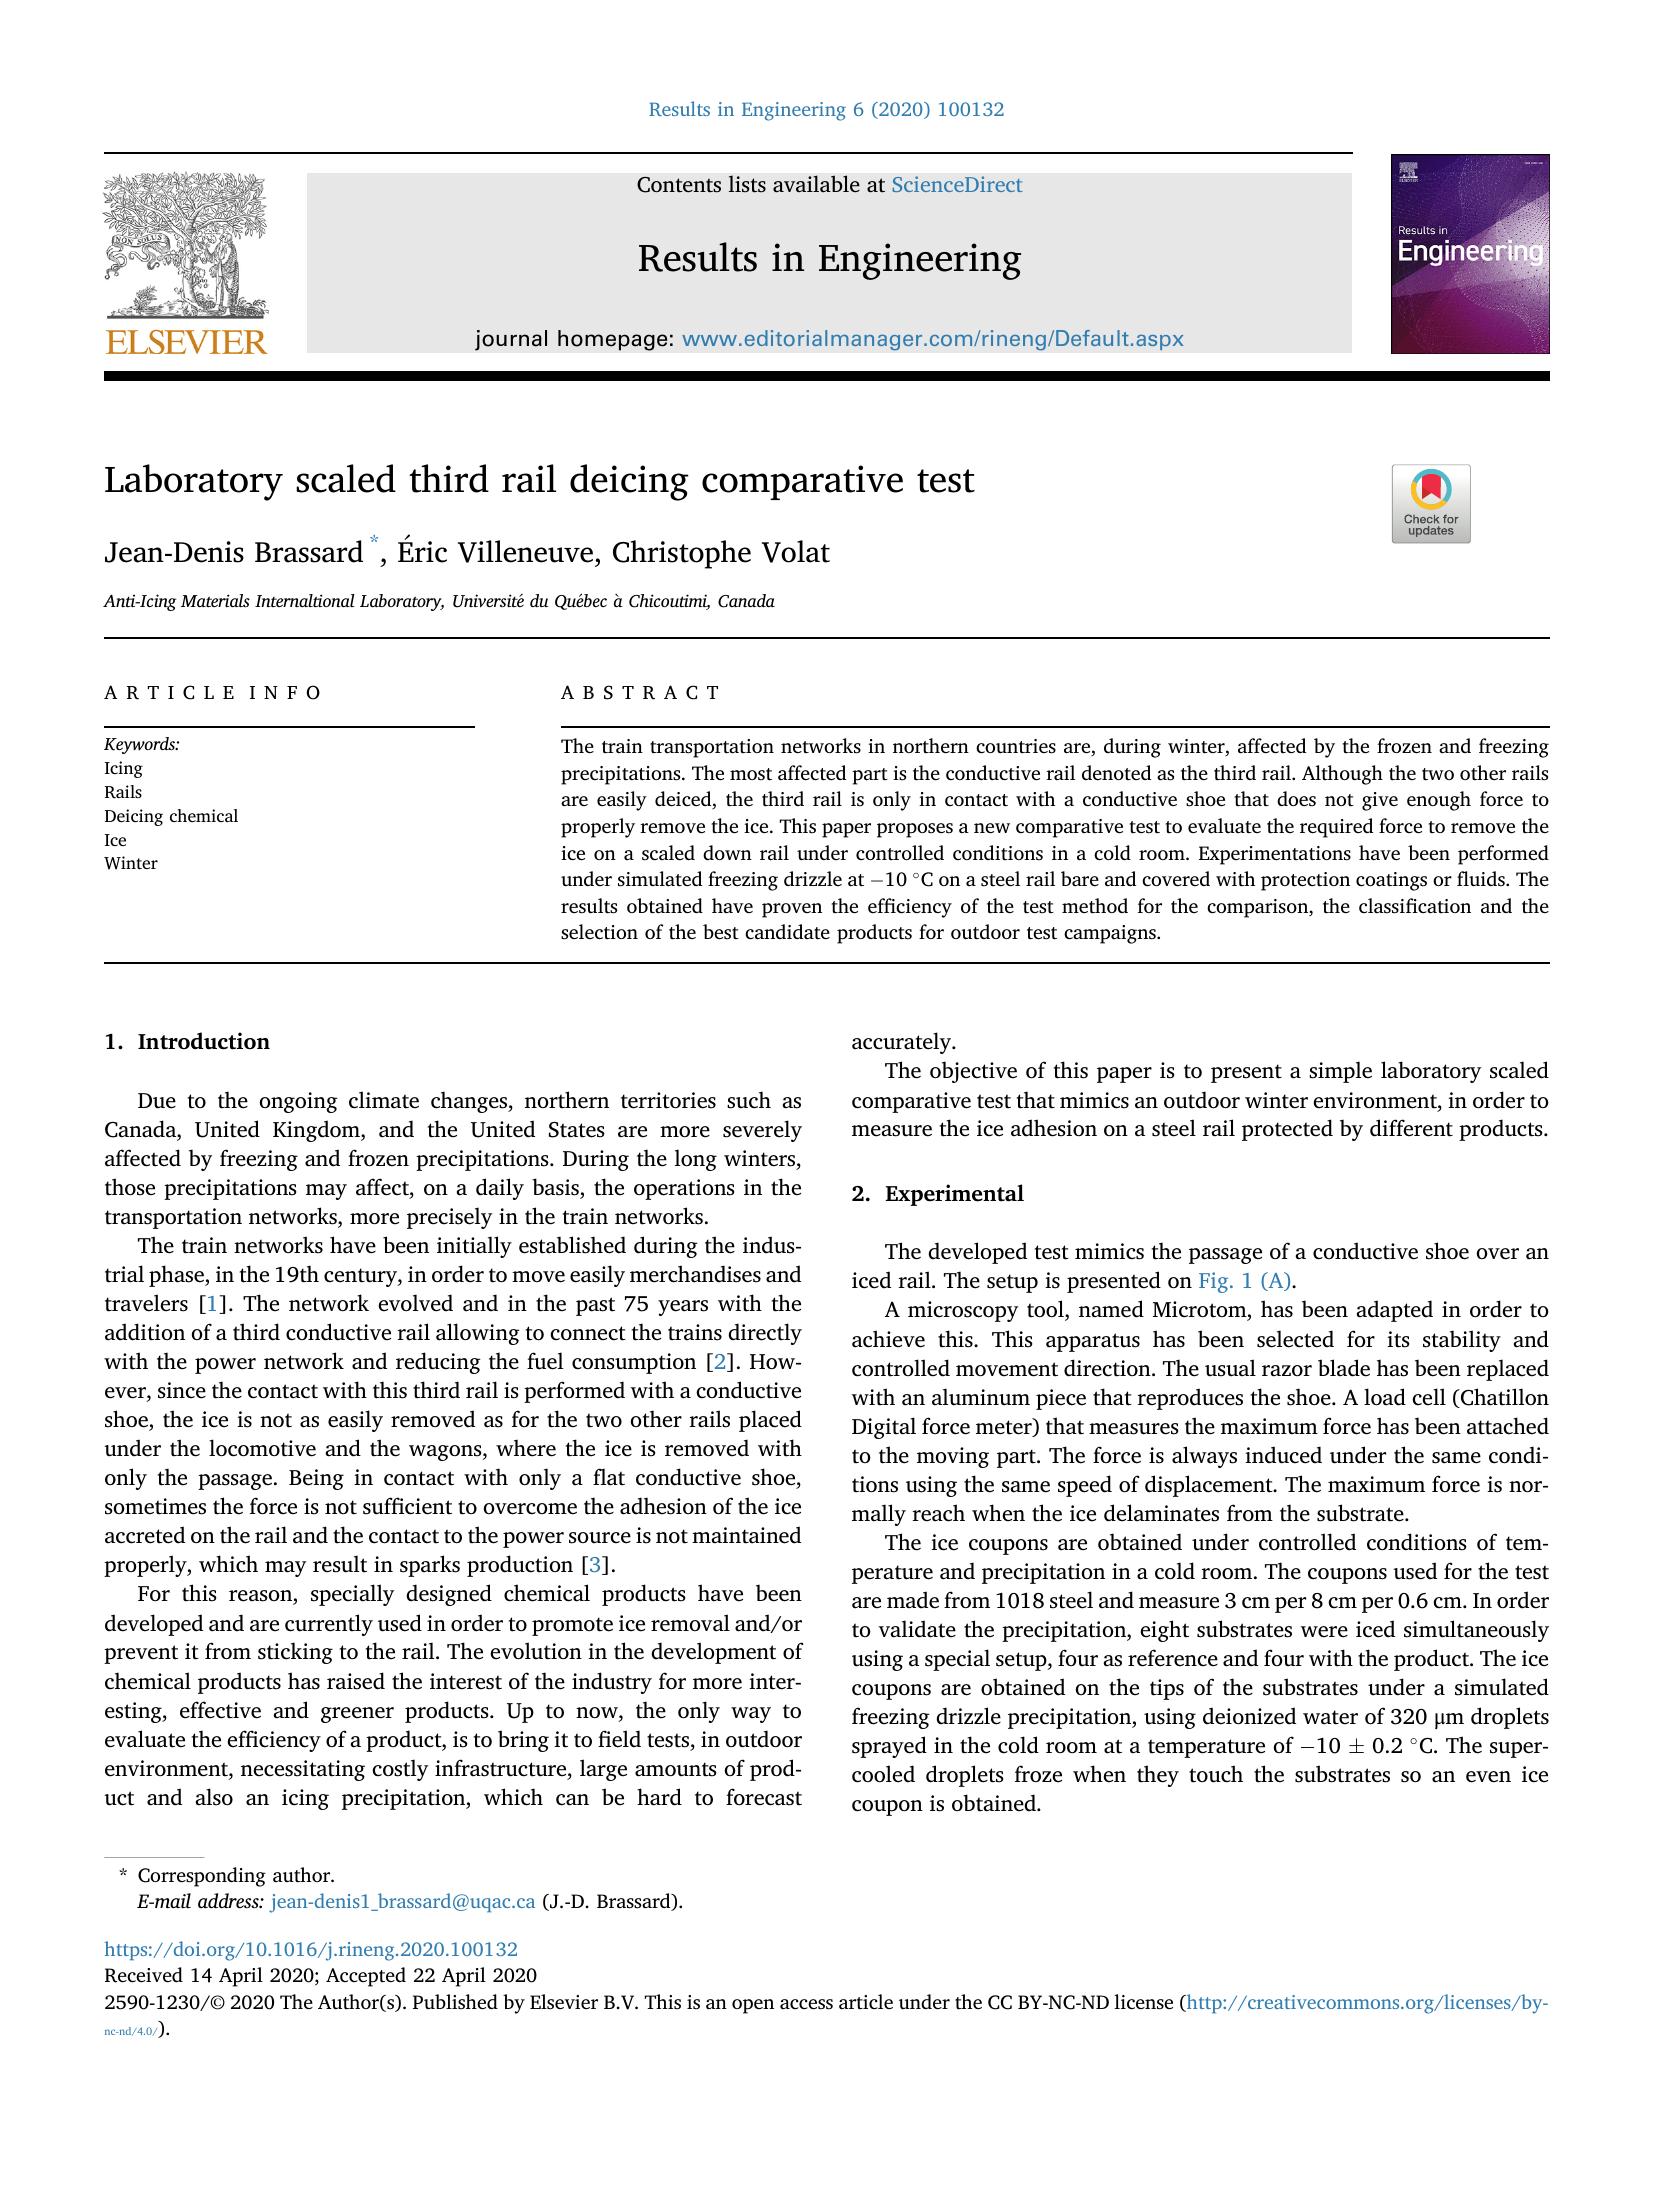 Results in Engineering 6 (2020) 100132
Contents lists available at ScienceDirect
Results in Engineering
journal homepage: www.editorialmanager.com/rineng/Default.aspx
NON SOLUS
ELSEVIER
Results in
Engineering
Laboratory scaled third rail deicing comparative test
Check for
updates
Jean-Denis Brassard *, Éric Villeneuve, Christophe Volat
Anti-Icing Materials Internaltional Laboratory, Université du Québec à Chicoutimi, Canada
ARTICLE INFO
Keywords:
Icing
Rails
Deicing chemical
Ice
Winter
ABSTRACT
The train transportation networks in northern countries are, during winter, affected by the frozen and freezing
precipitations. The most affected part is the conductive rail denoted as the third rail. Although the two other rails
are easily deiced, the third rail is only in contact with a conductive shoe that does not give enough force to
properly remove the ice. This paper proposes a new comparative test to evaluate the required force to remove the
ice on a scaled down rail under controlled conditions in a cold room. Experimentations have been performed
under simulated freezing drizzle at −10 °C on a steel rail bare and covered with protection coatings or fluids. The
results obtained have proven the efficiency of the test method for the comparison, the classification and the
selection of the best candidate products for outdoor test campaigns.
1. Introduction
Due to the ongoing climate changes, northern territories such as
Canada, United Kingdom, and the United States are more severely
affected by freezing and frozen precipitations. During the long winters,
those precipitations may affect, on a daily basis, the operations in the
transportation networks, more precisely in the train networks.
The train networks have been initially established during the indus-
trial phase, in the 19th century, in order to move easily merchandises and
travelers [1]. The network evolved and in the past 75 years with the
addition of a third conductive rail allowing to connect the trains directly
with the power network and reducing the fuel consumption [2]. How-
ever, since the contact with this third rail is performed with a conductive
shoe, the ice is not as easily removed as for the two other rails placed
under the locomotive and the wagons, where the ice is removed with
only the passage. Being in contact with only a flat conductive shoe,
sometimes the force is not sufficient to overcome the adhesion of the ice
accreted on the rail and the contact to the power source is not maintained
properly, which may result in sparks production [3].
For this reason, specially designed chemical products have been
developed and are currently used in order to promote ice removal and/or
prevent it from sticking to the rail. The evolution in the development of
chemical products has raised the interest of the industry for more inter-
esting, effective and greener products. Up to now, the only way to
evaluate the efficiency of a product, is to bring it to field tests, in outdoor
environment, necessitating costly infrastructure, large amounts of prod-
uct and also an icing precipitation, which can be hard to forecast
accurately.
The objective of this paper is to present a simple laboratory scaled
comparative test that mimics an outdoor winter environment, in order to
measure the ice adhesion on a steel rail protected by different products.
2. Experimental
The developed test mimics the passage of a conductive shoe over an
iced rail. The setup is presented on Fig. 1 (A).
A microscopy tool, named Microtom, has been adapted in order to
achieve this. This apparatus has been selected for its stability and
controlled movement direction. The usual razor blade has been replaced
with an aluminum piece that reproduces the shoe. A load cell (Chatillon
Digital force meter) that measures the maximum force has been attached
to the moving part. The force is always induced under the same condi-
tions using the same speed of displacement. The maximum force is nor-
mally reach when the ice delaminates from the substrate.
The ice coupons are obtained under controlled conditions of tem-
perature and precipitation in a cold room. The coupons used for the test
are made from 1018 steel and measure 3 cm per 8 cm per 0.6 cm. In order
to validate the precipitation, eight substrates were iced simultaneously
using a special setup, four as reference and four with the product. The ice
coupons are obtained on the tips of the substrates under a simulated
freezing drizzle precipitation, using deionized water of 320 μm droplets
sprayed in the cold room at a temperature of −10 ± 0.2 °C. The super-
cooled droplets froze when they touch the substrates so an even ice
coupon is obtained.
* Corresponding author.
E-mail address: jean-denis1_brassard@uqac.ca (J.-D. Brassard).
https://doi.org/10.1016/j.rineng.2020.100132
Received 14 April 2020; Accepted 22 April 2020
2590-1230/© 2020 The Author(s). Published by Elsevier B.V. This is an open access article under the CC BY-NC-ND license (http://creativecommons.org/licenses/by-
nc-nd/4.0/).